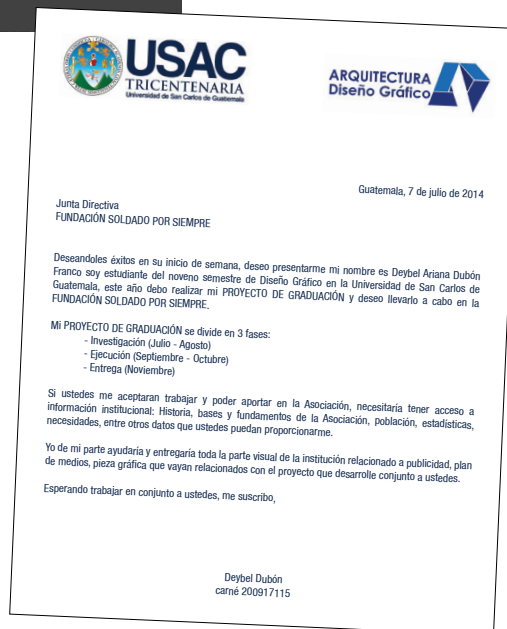 USAC
TRICENTENARIA
Universidad de San Carlos de Guatemala
ARQUITECTURA
Diseño Gráfico
Guatemala, 7 de julio de 2014
Junta Directiva
FUNDACIÓN SOLDADO POR SIEMPRE
Deseandoles éxitos en su inicio de semana, deseo presentarme mi nombre es Deybel Ariana Dubón
Franco soy estudiante del noveno semestre de Diseño Gráfico en la Universidad de San Carlos de
Guatemala, este año debo realizar mi PROYECTO DE GRADUACIÓN y deseo llevarlo a cabo en la
FUNDACIÓN SOLDADO POR SIEMPRE.
Mi PROYECTO DE GRADUACIÓN se divide en 3 fases:
- Investigación (Julio - Agosto)
- Ejecución (Septiembre - Octubre)
- Entrega (Noviembre)
Si ustedes me aceptaran trabajar y poder aportar en la Asociación, necesitaría tener acceso a
información institucional: Historia, bases y fundamentos de la Asociación, población, estadísticas,
necesidades, entre otros datos que ustedes puedan proporcionarme.
Yo de mi parte ayudaría y entregaría toda la parte visual de la institución relacionado a publicidad, plan
de medios, pieza gráfica que vayan relacionados con el proyecto que desarrolle conjunto a ustedes.
Esperando trabajar en conjunto a ustedes, me suscribo,
Deybel Dubón
carné 200917115